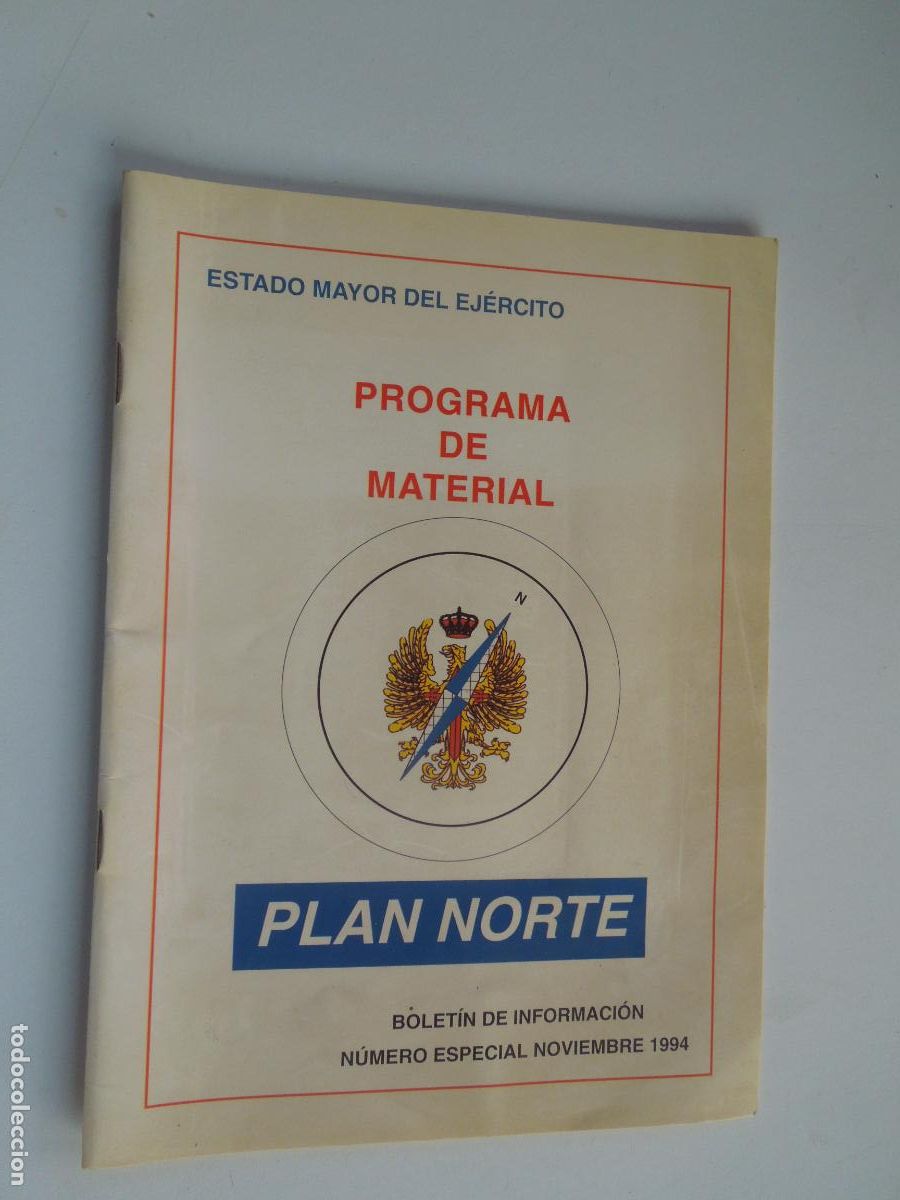 ESTADO MAYOR DEL EJÉRCITO
PROGRAMA
DE
MATERIAL
N
PLAN NORTE
BOLETÍN DE INFORMACIÓN
NÚMERO ESPECIAL NOVIEMBRE 1994
todocoleccion